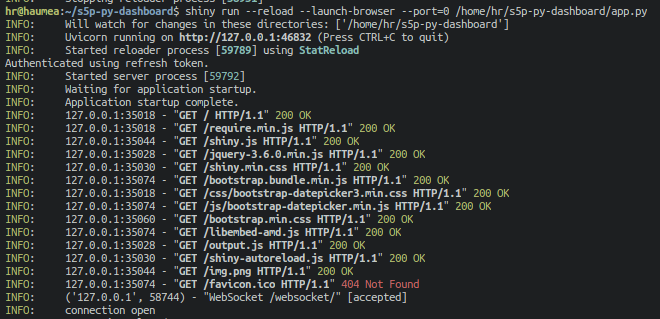 hr@haumea:~/s5p-py-dashboard$ shiny run --reload --launch-browser --port=0 /home/hr/s5p-py-dashboard/app.py
INFO: Will watch for changes in these directories: ['/home/hr/s5p-py-dashboard']
INFO: Uvicorn running on http://127.0.0.1:46832 (Press CTRL+C to quit)
INFO: Started reloader process [59789] using StatReload
Authenticated using refresh token.
INFO: Started server process [59792]
INFO: Waiting for application startup.
INFO: Application startup complete.
INFO: 127.0.0.1:35018 - "GET / HTTP/1.1" 200 OK
INFO: 127.0.0.1:35018 - "GET /require.min.js HTTP/1.1" 200 OK
INFO: 127.0.0.1:35044 - "GET /shiny.js HTTP/1.1" 200 OK
INFO: 127.0.0.1:35028 - "GET /jquery-3.6.0.min.js HTTP/1.1" 200 OK
INFO: 127.0.0.1:35030 - "GET /shiny.min.css HTTP/1.1" 200 OK
INFO: 127.0.0.1:35074 - "GET /bootstrap.bundle.min.js HTTP/1.1" 200 OK
INFO: 127.0.0.1:35018 - "GET /css/bootstrap-datepicker3.min.css HTTP/1.1" 200 OK
INFO: 127.0.0.1:35074 - "GET /js/bootstrap-datepicker.min.js HTTP/1.1" 200 OK
INFO: 127.0.0.1:35060 - "GET /bootstrap.min.css HTTP/1.1" 200 OK
INFO: 127.0.0.1:35074 - "GET /libembed-amd.js HTTP/1.1" 200 OK
INFO: 127.0.0.1:35028 - "GET /output.js HTTP/1.1" 200 OK
INFO: 127.0.0.1:35030 - "GET /shiny-autoreload.js HTTP/1.1" 200 OK
INFO: 127.0.0.1:35044 - "GET /img.png HTTP/1.1" 200 OK
INFO: 127.0.0.1:35074 - "GET /favicon.ico HTTP/1.1" 404 Not Found
INFO: ('127.0.0.1', 58744) - "WebSocket /websocket/" [accepted]
INFO: connection open